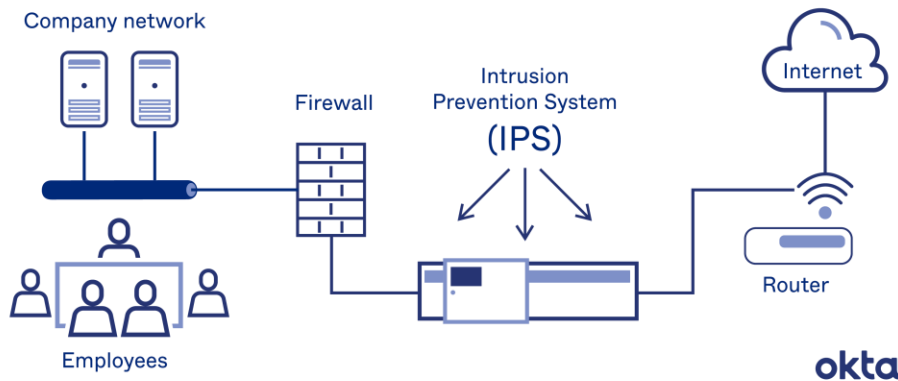 Company network
Firewall
Intrusion
Prevention System
(IPS)
Internet
Router
Employees
okta